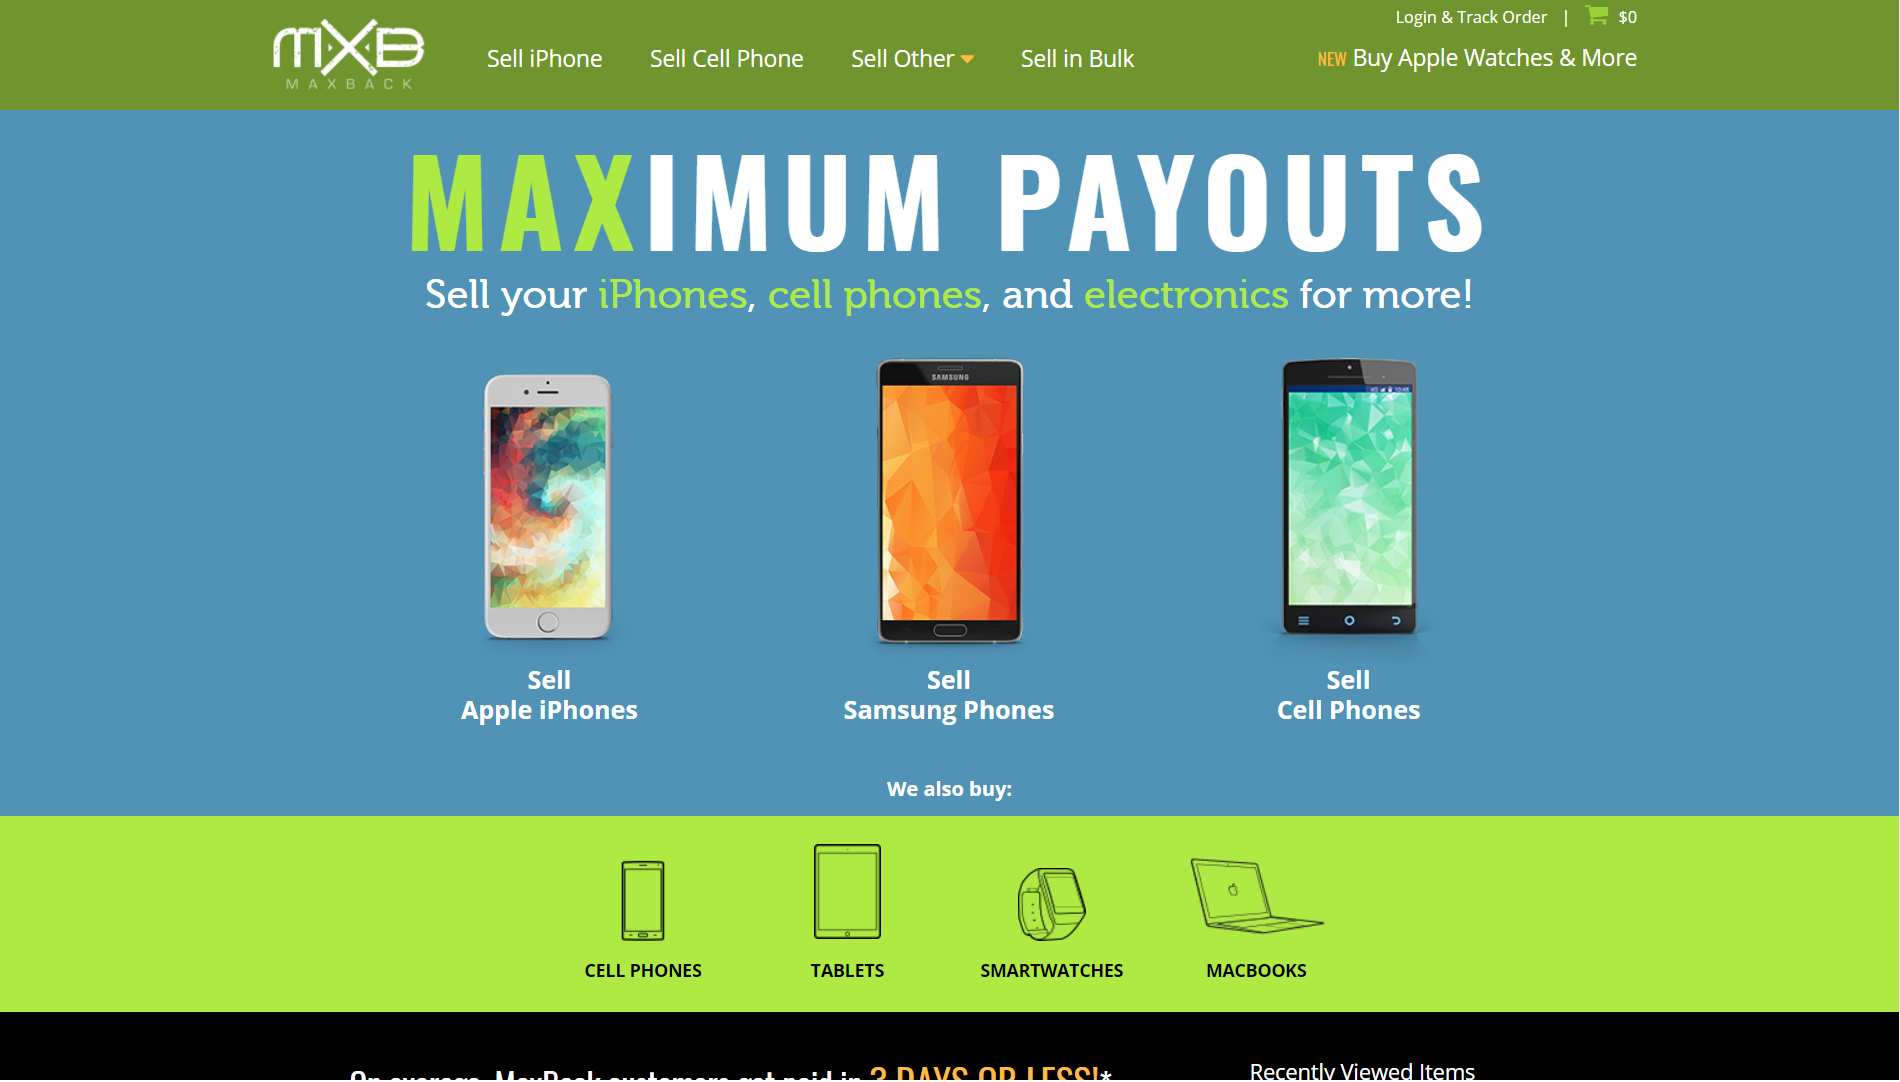 Login & Track Order | $0
MXB
MAXBACK
Sell iPhone
Sell Cell Phone
Sell Other
Sell in Bulk
NEW Buy Apple Watches & More
MAXIMUM PAYOUTS
Sell your iPhones, cell phones, and electronics for more!
SAMSUNG
Sell
Apple iPhones
Sell
Samsung Phones
Sell
Cell Phones
We also buy:
CELL PHONES
TABLETS
SMARTWATCHES
MACBOOKS
On average, MaxBack customers get paid in 3 DAYS OR LESS!*
Recently Viewed Items